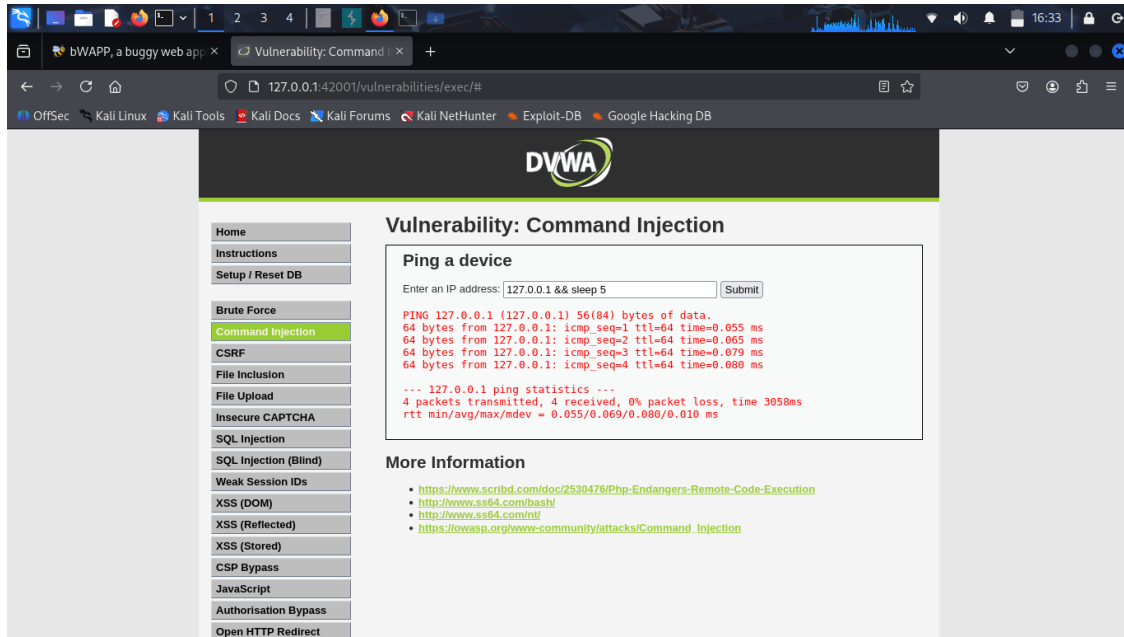 1 2 3 4 16:33 G
bWAPP, a buggy web app × Vulnerability: Command I × +
127.0.0.1:42001/vulnerabilities/exec/#
OffSec Kali Linux Kali Tools Kali Docs Kali Forums Kali NetHunter Exploit-DB Google Hacking DB
DVWA
Home
Instructions
Setup / Reset DB
Brute Force
Command Injection
CSRF
File Inclusion
File Upload
Insecure CAPTCHA
SQL Injection
SQL Injection (Blind)
Weak Session IDs
XSS (DOM)
XSS (Reflected)
XSS (Stored)
CSP Bypass
JavaScript
Authorisation Bypass
Open HTTP Redirect
Vulnerability: Command Injection
Ping a device
Enter an IP address: 127.0.0.1 && sleep 5 Submit
PING 127.0.0.1 (127.0.0.1) 56(84) bytes of data.
64 bytes from 127.0.0.1: icmp_seq=1 ttl=64 time=0.055 ms
64 bytes from 127.0.0.1: icmp_seq=2 ttl=64 time=0.065 ms
64 bytes from 127.0.0.1: icmp_seq=3 ttl=64 time=0.079 ms
64 bytes from 127.0.0.1: icmp_seq=4 ttl=64 time=0.080 ms
--- 127.0.0.1 ping statistics ---
4 packets transmitted, 4 received, 0% packet loss, time 3058ms
rtt min/avg/max/mdev = 0.055/0.069/0.080/0.010 ms
More Information
https://www.scribd.com/doc/2530476/Php-Endangers-Remote-Code-Execution
http://www.ss64.com/bash/
http://www.ss64.com/nt/
https://owasp.org/www-community/attacks/Command_Injection